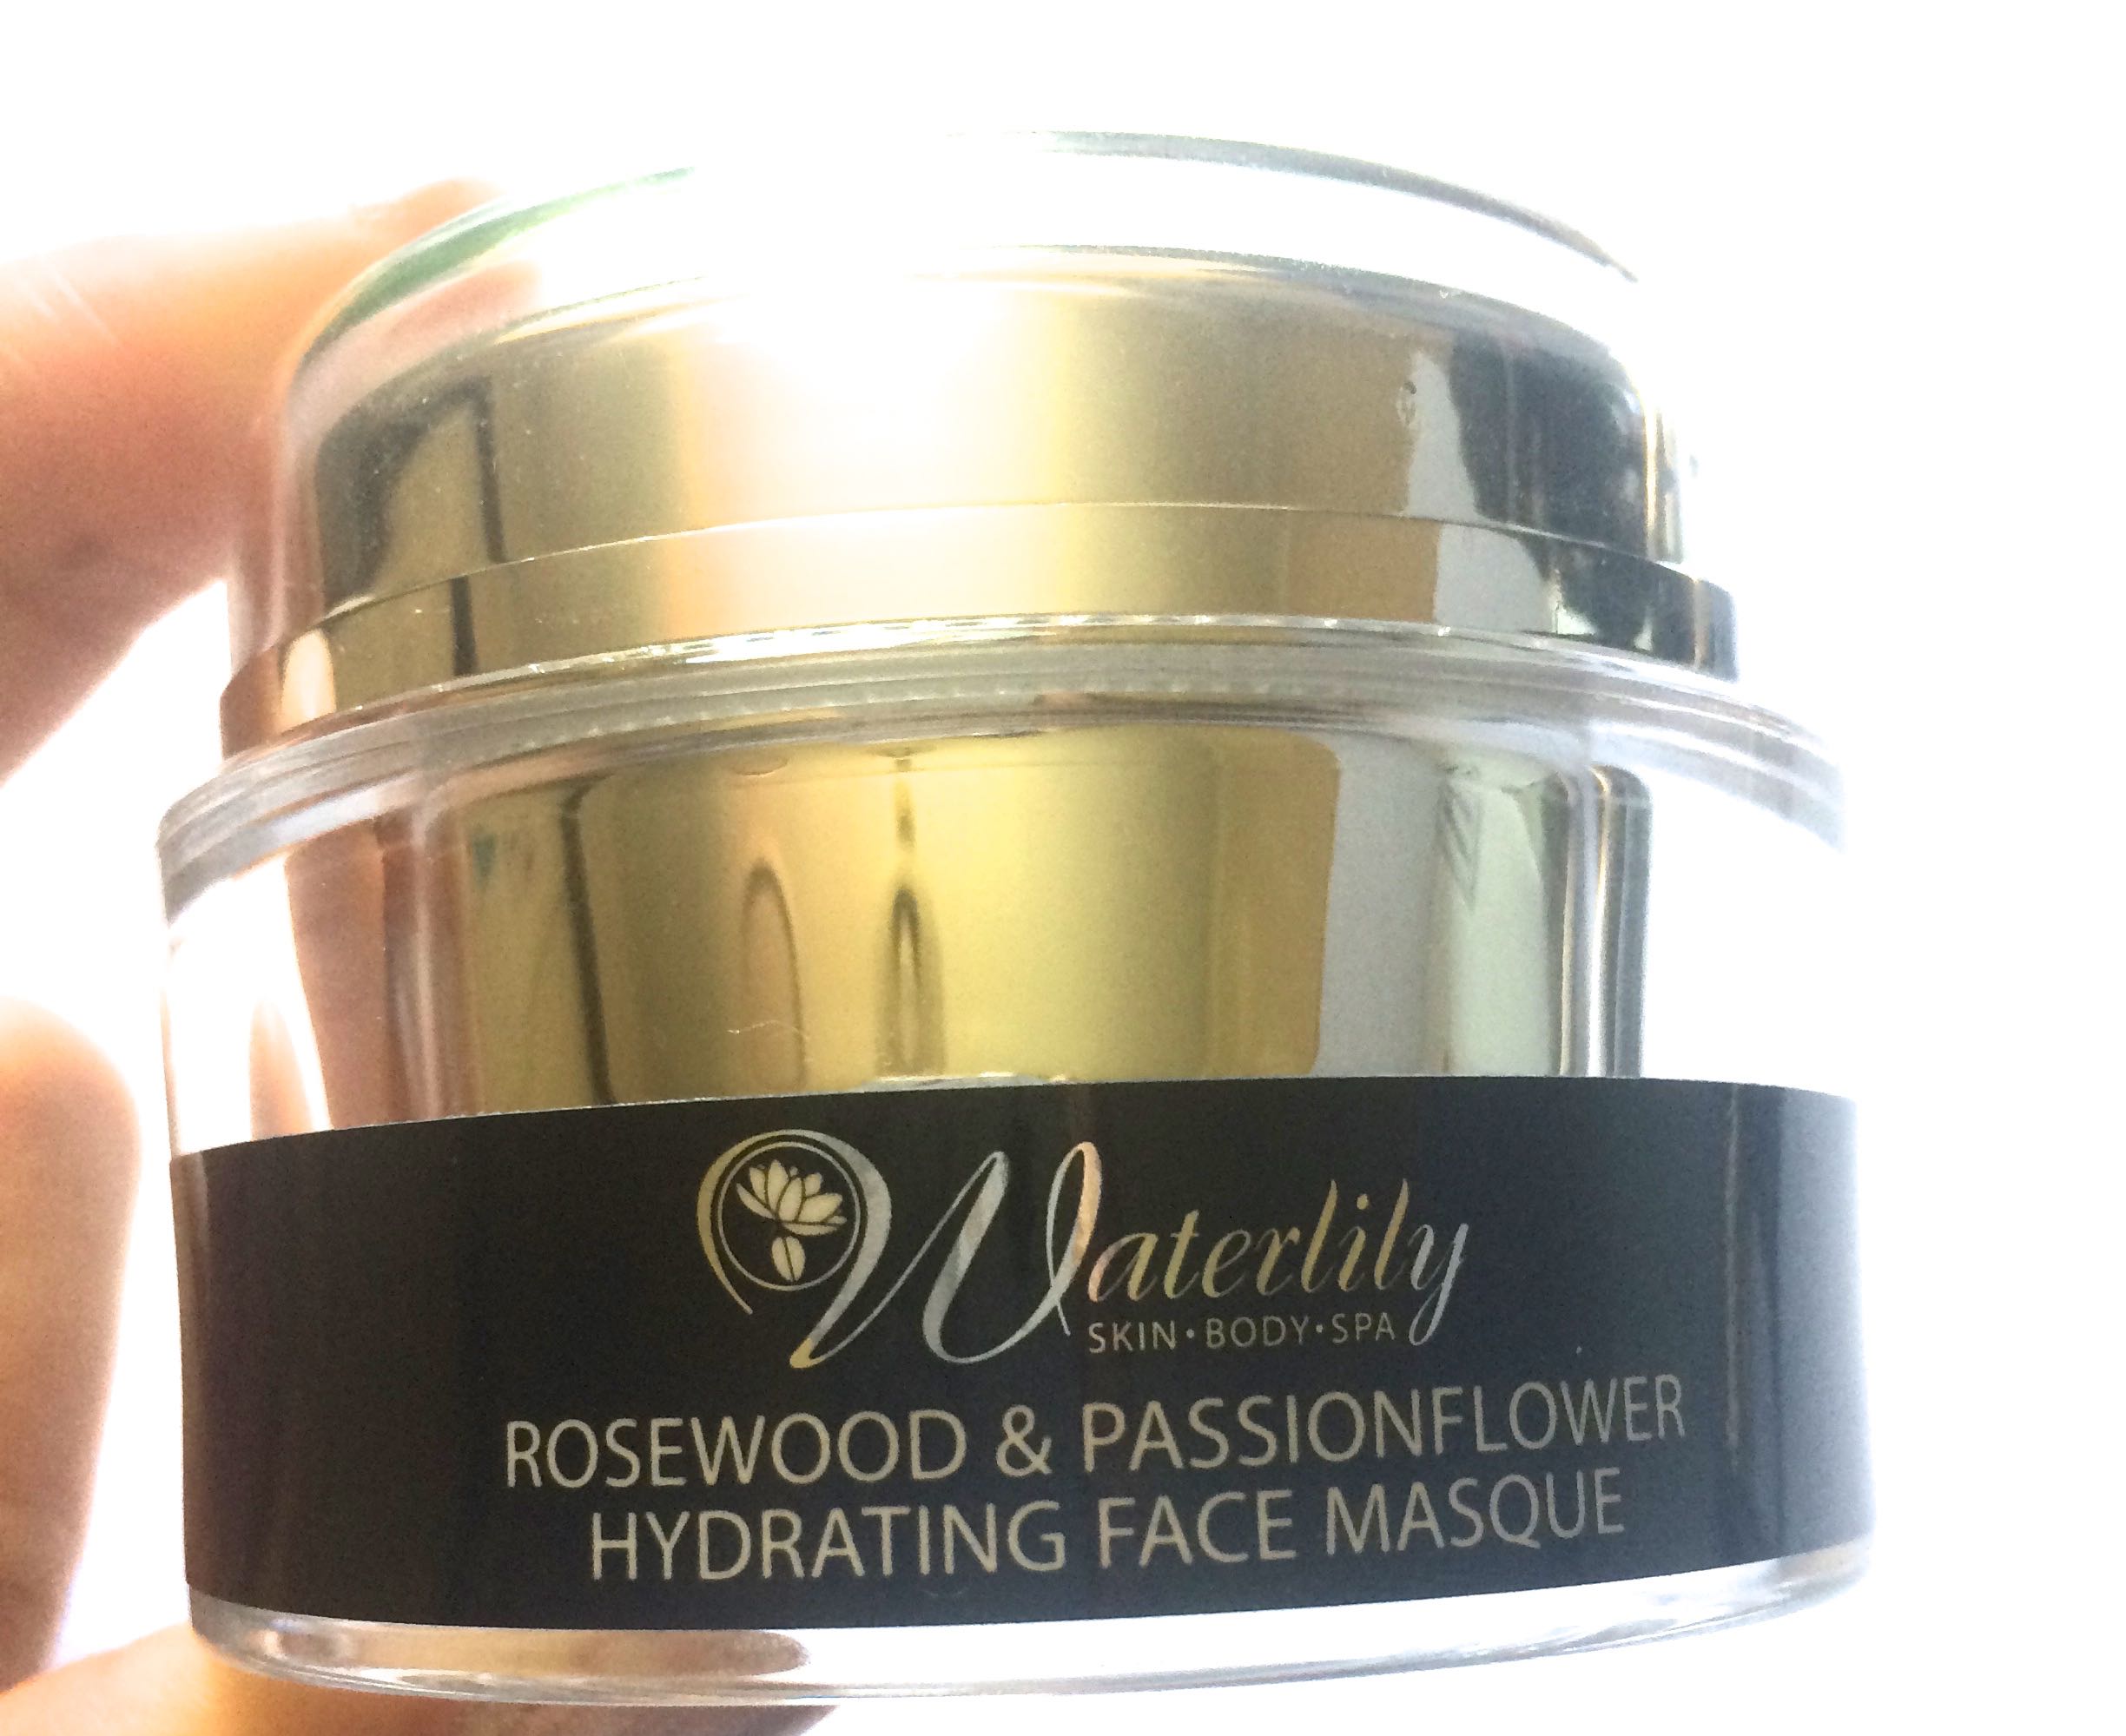 Waterlily
SKIN•BODY•SPA
ROSEWOOD & PASSIONFLOWER
HYDRATING FACE MASQUE